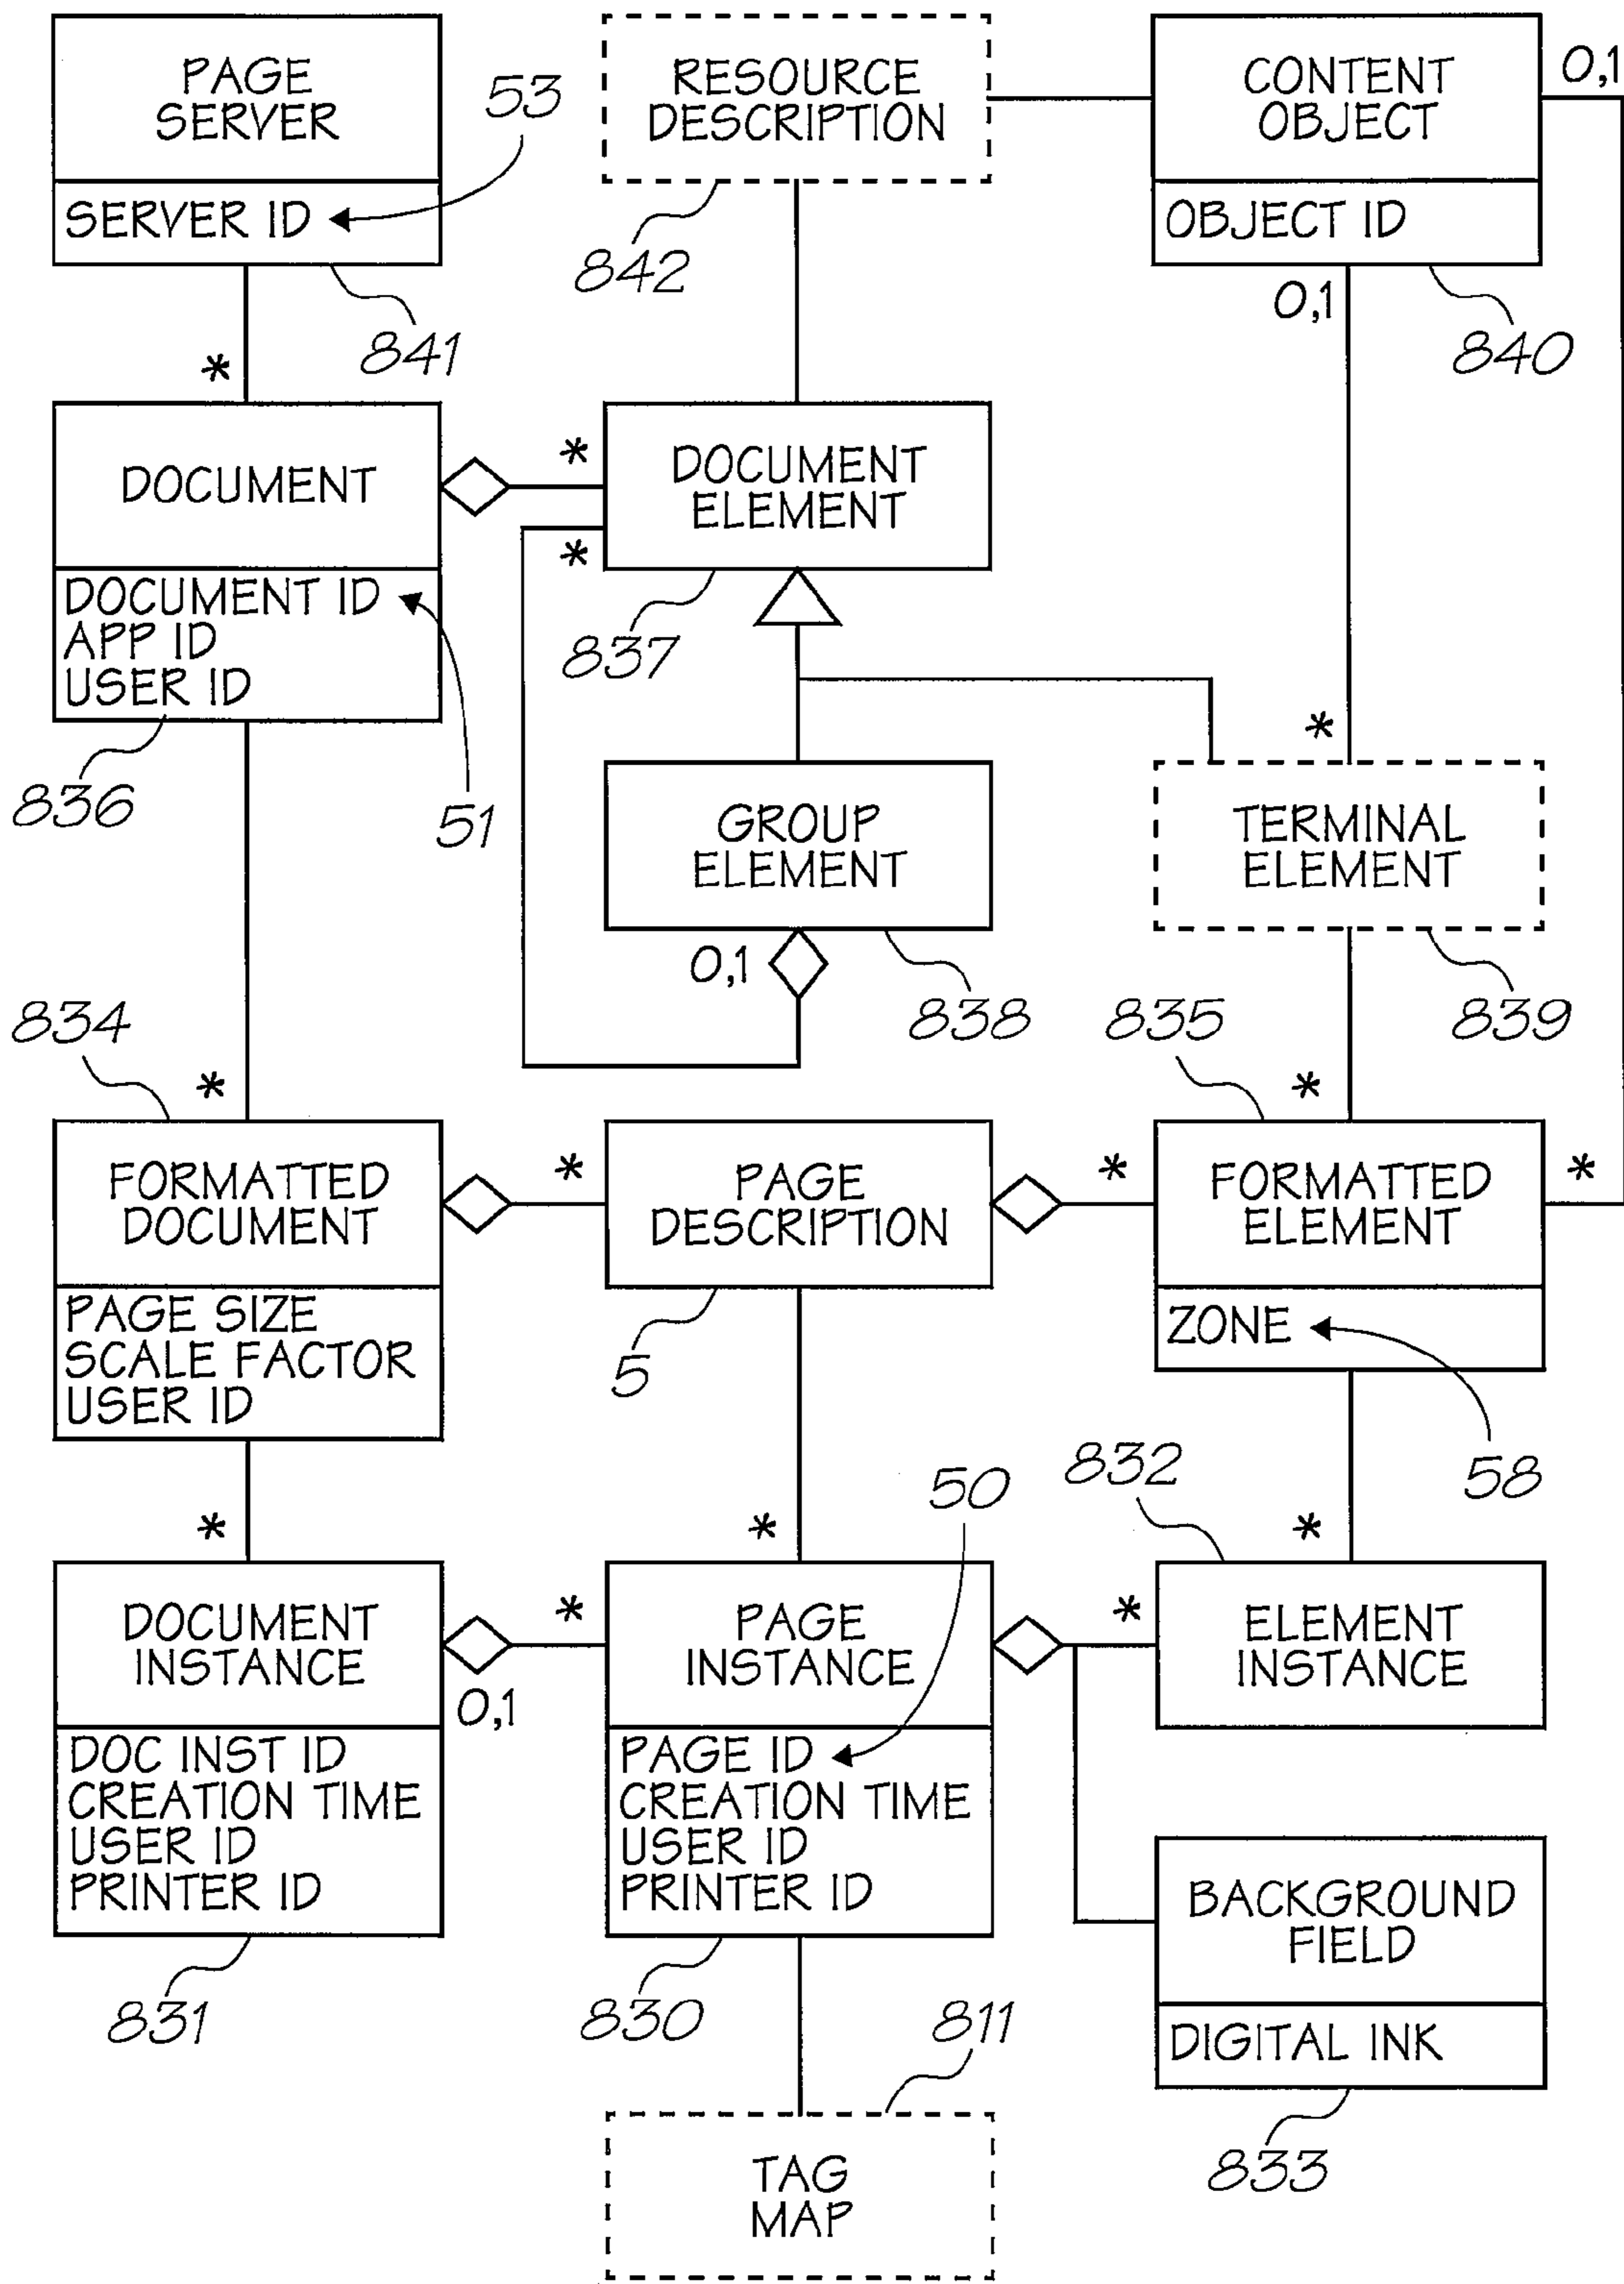 PAGE
SERVER
53
SERVER ID
841
RESOURCE
DESCRIPTION
842
CONTENT
OBJECT
0,1
OBJECT ID
0,1
840
*
DOCUMENT
*
DOCUMENT
ELEMENT
*
DOCUMENT ID
APP ID
USER ID
837
836
51
*
GROUP
ELEMENT
TERMINAL
ELEMENT
0,1
838
835
839
834
*
*
FORMATTED
DOCUMENT
*
PAGE
DESCRIPTION
*
FORMATTED
ELEMENT
*
PAGE SIZE
SCALE FACTOR
USER ID
5
ZONE
58
832
50
*
*
*
DOCUMENT
INSTANCE
*
0,1
PAGE
INSTANCE
*
ELEMENT
INSTANCE
DOC INST ID
CREATION TIME
USER ID
PRINTER ID
PAGE ID
CREATION TIME
USER ID
PRINTER ID
BACKGROUND
FIELD
DIGITAL INK
831
830
811
833
TAG
MAP